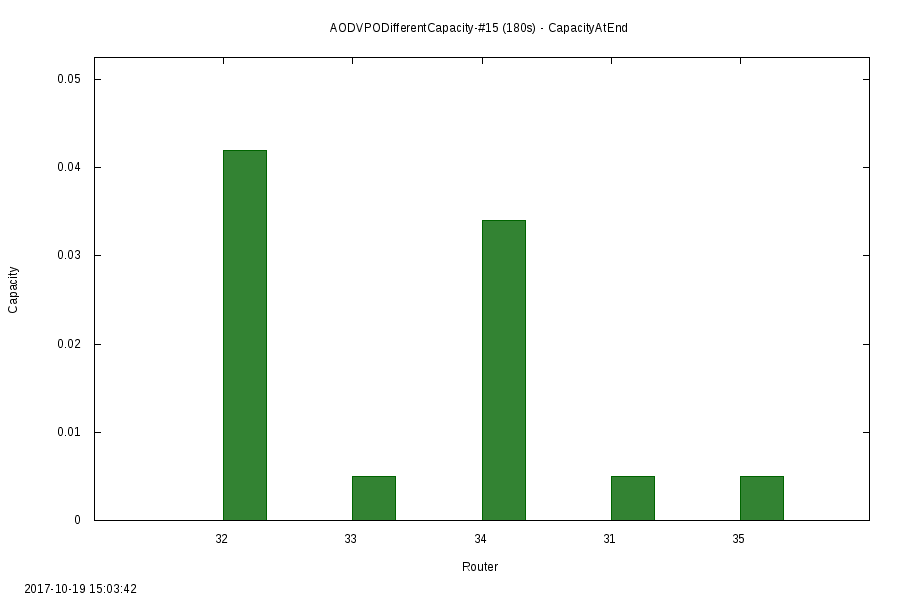 AODVPODifferentCapacity-#15 (180s) - CapacityAtEnd
0.05
0.04
0.03
0.02
0.01
0
Capacity
32 33 34 31 35
Router
2017-10-19 15:03:42